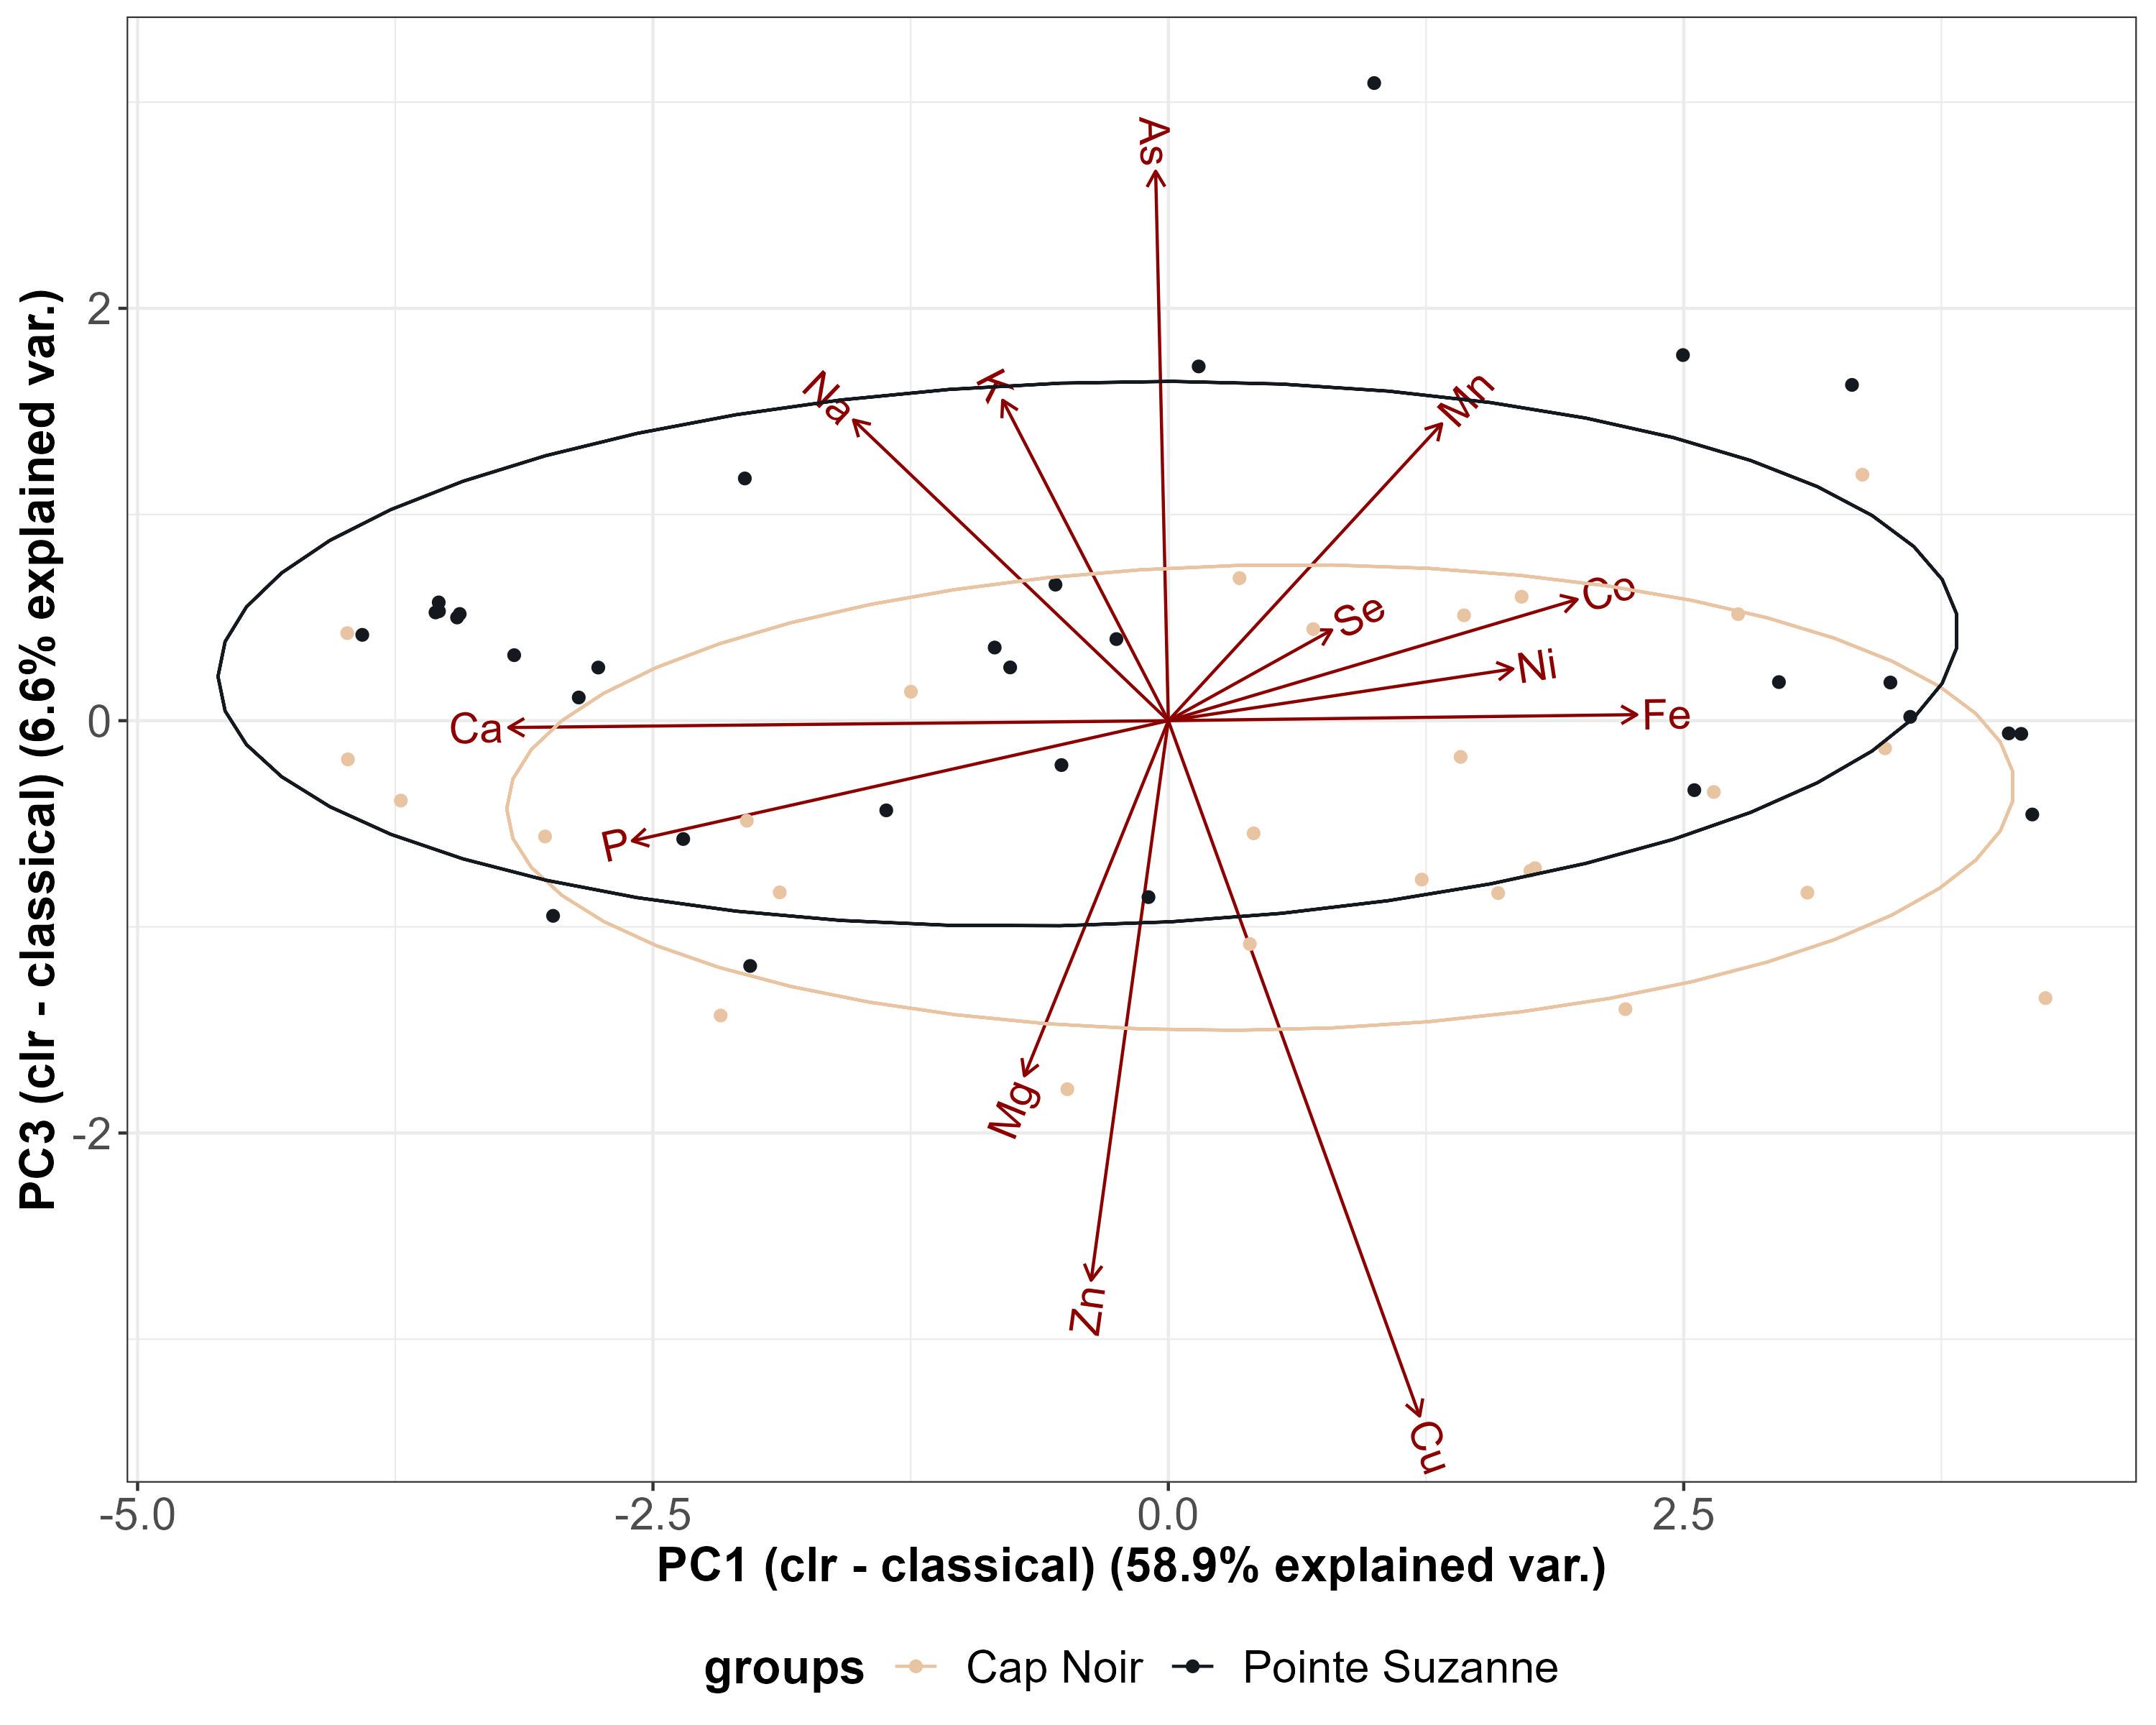 As
Na
K
Mn
Co
Se
Ni
Fe
Ca
P
Mg
Zn
Cu
2
0
-2
-5.0
-2.5
0.0
2.5
PC3 (clr - classical) (6.6% explained var.)
PC1 (clr - classical) (58.9% explained var.)
groups Cap Noir Pointe Suzanne